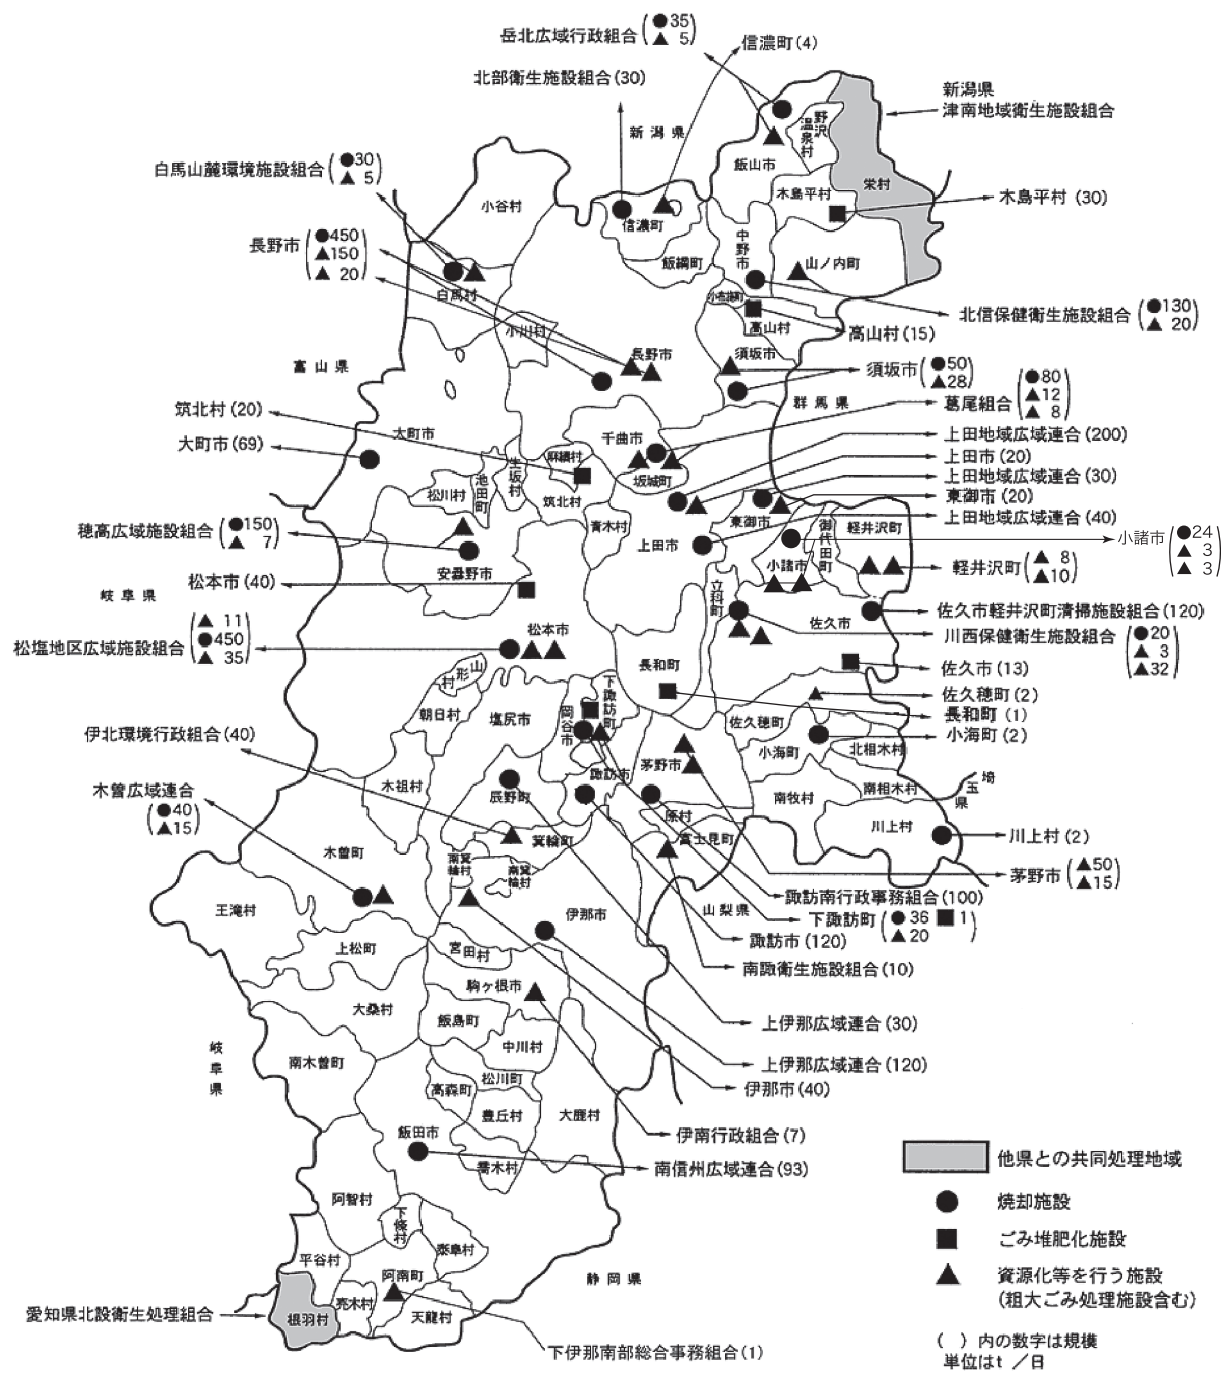 岳北広域行政組合(●35 ▲ 5)
信濃町(4)
北部衛生施設組合(30)
新潟県
津南地域衛生施設組合
新潟県
野沢温泉村
飯山市
白馬山麓環境施設組合(●30 ▲ 5)
小谷村
木島平村
栄村
木島平村 (30)
信濃町
長野市(●450 ▲150 ▲ 20)
中野市
飯綱町
山ノ内町
白馬村
小布施町
北信保健衛生施設組合(●130 ▲ 20)
高山村
高山村(15)
小川村
長野市
須坂市
富山県
須坂市(●50 ▲28)
群馬県
葛尾組合(●80 ▲12 ▲ 8)
筑北村(20)
大町市
千曲市
上田地域広域連合(200)
大町市(69)
麻績村
上田市(20)
生坂村
池田町
坂城町
上田地域広域連合(30)
松川村
筑北村
東御市(20)
上田地域広域連合(40)
東御市
御代田町
軽井沢町
青木村
穂高広域施設組合(●150 ▲ 7)
上田市
小諸市(●24 ▲ 3 ▲ 3)
小諸市
軽井沢町(▲ 8 ▲10)
安曇野市
松本市(40)
岐阜県
立科町
佐久市
佐久市軽井沢町清掃施設組合(120)
松塩地区広域施設組合(▲ 11 ●450 ▲ 35)
松本市
川西保健衛生施設組合(●20 ▲ 3 ▲32)
長和町
佐久市(13)
山形村
下諏訪町
佐久穂町(2)
朝日村
塩尻市
岡谷市
長和町(1)
佐久穂町
小海町(2)
伊北環境行政組合(40)
小海町
北相木村
茅野市
諏訪市
木祖村
辰野町
埼玉県
木曽広域連合(●40 ▲15)
南牧村
南相木村
原村
川上村
川上村(2)
木曽町
箕輪町
富士見町
南箕輪村
南箕輪村
茅野市(▲50 ▲15)
諏訪南行政事務組合(100)
王滝村
伊那市
山梨県
下諏訪町(●36 ■1 ▲20)
諏訪市(120)
上松町
宮田村
南諏衛生施設組合(10)
駒ヶ根市
大桑村
飯島町
上伊那広域連合(30)
岐阜県
中川村
南木曽町
上伊那広域連合(120)
松川町
高森町
伊那市(40)
豊丘村
大鹿村
飯田市
伊南行政組合(7)
他県との共同処理地域
喬木村
南信州広域連合(93)
阿智村
焼却施設
下條村
ごみ堆肥化施設
泰阜村
平谷村
阿南町
静岡県
資源化等を行う施設
(粗大ごみ処理施設含む)
売木村
愛知県北設衛生処理組合
根羽村
天龍村
( )内の数字は規模
下伊那南部総合事務組合(1)
単位はt／日